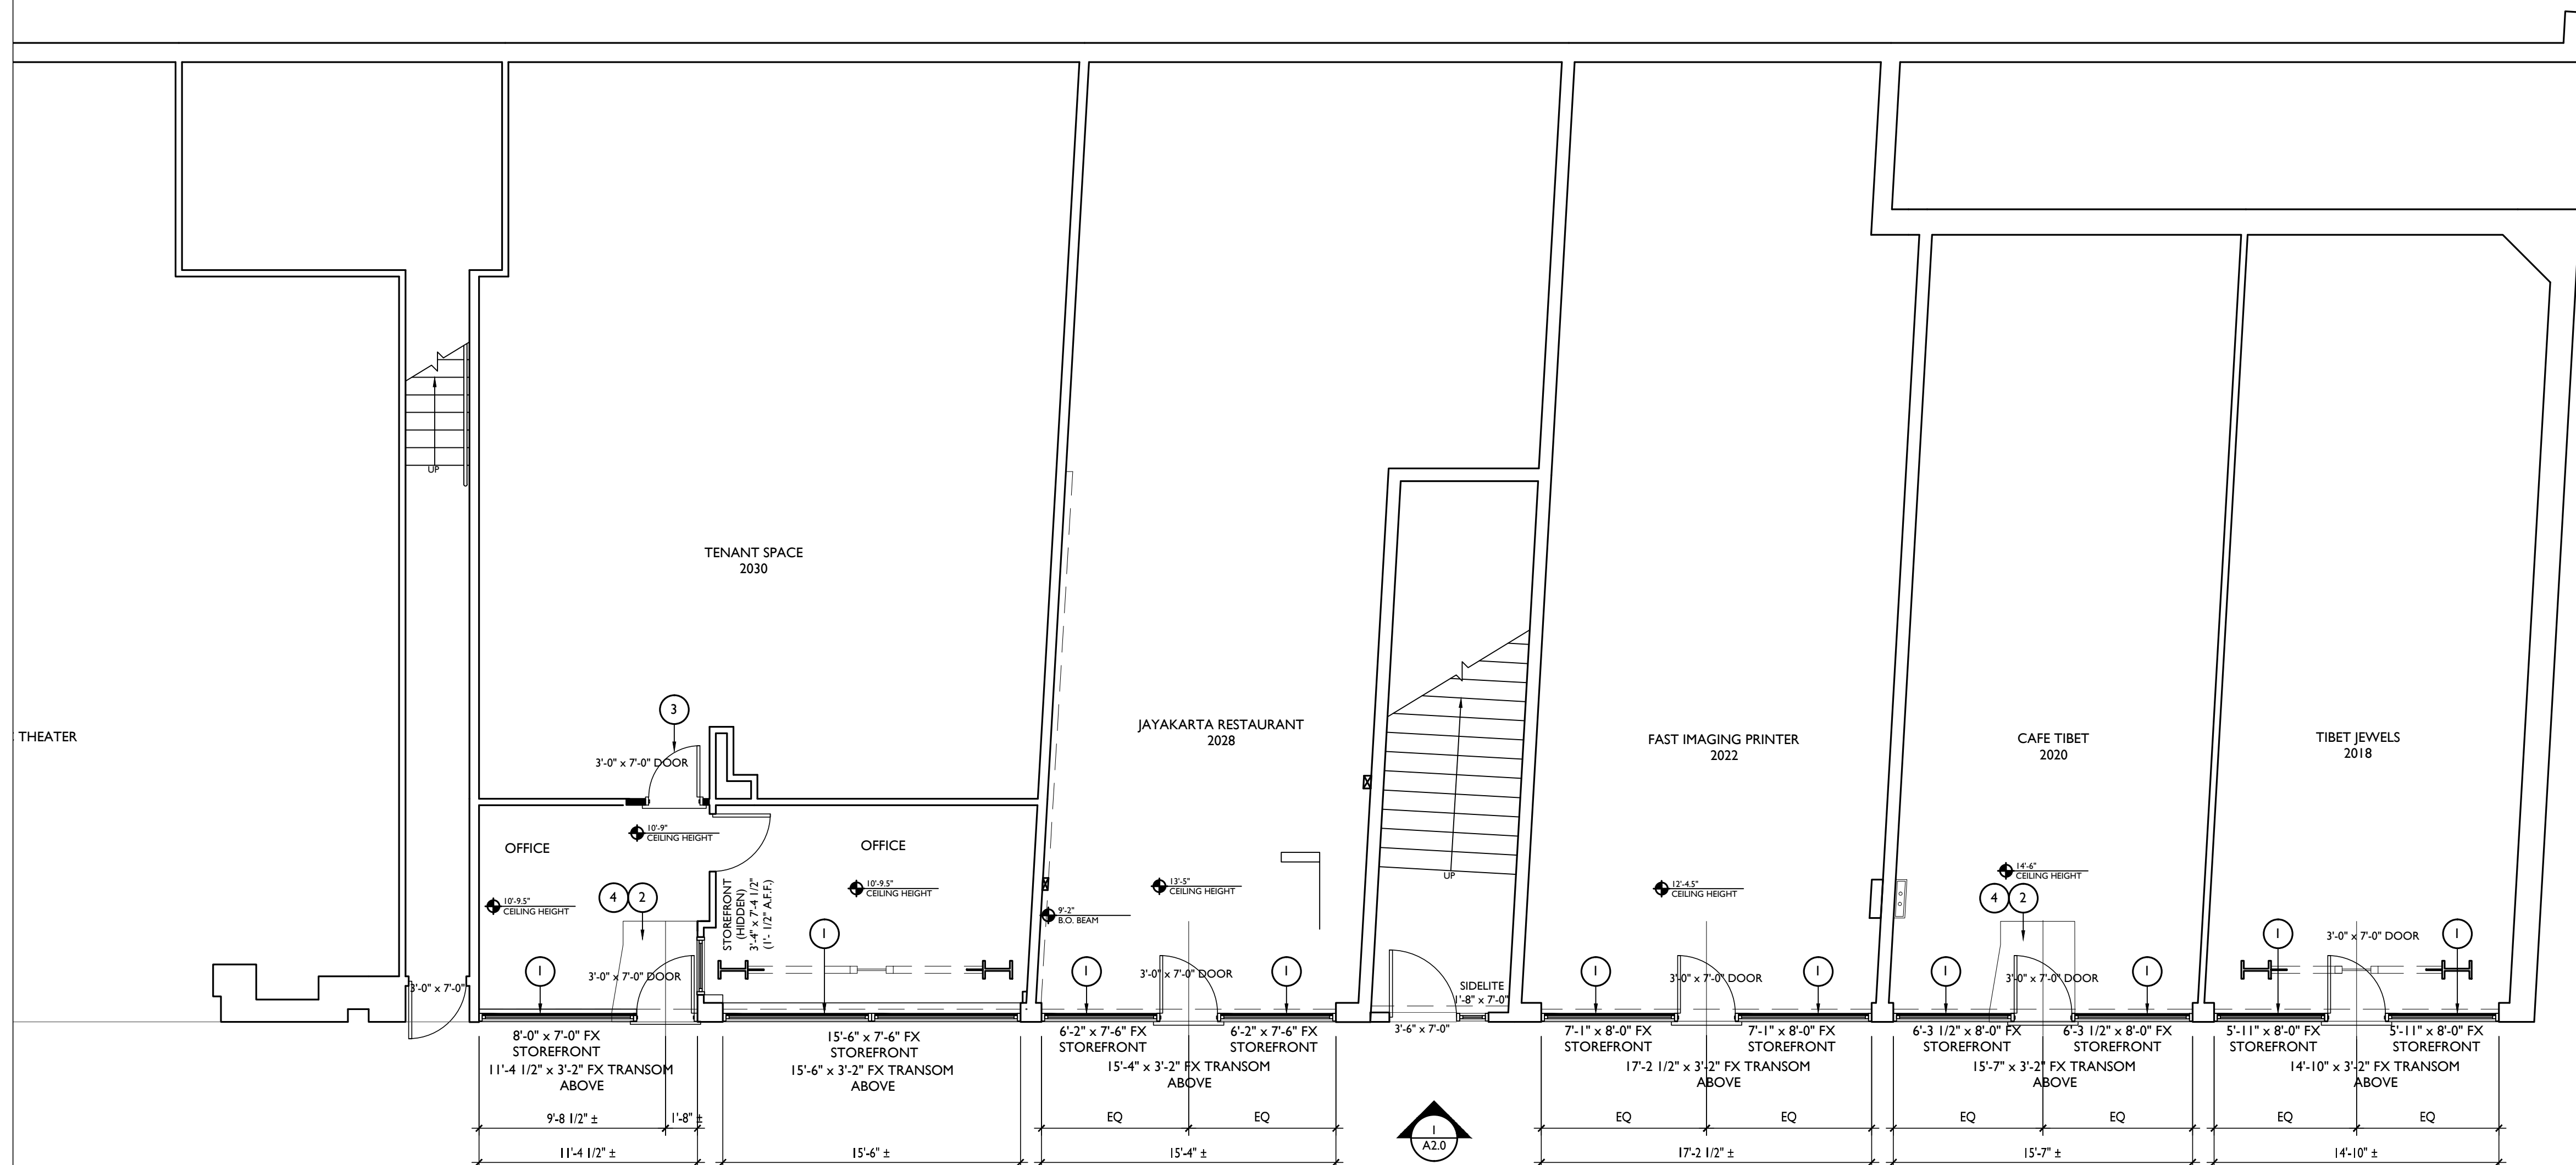 TENANT SPACE
2030
UP
THEATER
3
3'-0" x 7'-0" DOOR
JAYAKARTA RESTAURANT
2028
FAST IMAGING PRINTER
2022
CAFE TIBET
2020
TIBET JEWELS
2018
10'-9"
CEILING HEIGHT
OFFICE
OFFICE
10'-9.5"
CEILING HEIGHT
4
2
STOREFRONT
(HIDDEN)
3'-4" x 7'-4 1/2"
(1'- 1/2" A.F.F.)
10'-9.5"
CEILING HEIGHT
9'-2"
B.O. BEAM
13'-5"
CEILING HEIGHT
UP
12'-4.5"
CEILING HEIGHT
14'-6"
CEILING HEIGHT
4
2
1
1
1
3'-0" x 7'-0" DOOR
3'-0" x 7'-0"
1
3'-0" x 7'-0" DOOR
1
3'-0" x 7'-0" DOOR
1
SIDELITE
1'-8" x 7'-0"
3'-6" x 7'-0"
1
3'-0" x 7'-0" DOOR
1
1
3'-0" x 7'-0" DOOR
1
8'-0" x 7'-0" FX
STOREFRONT
11'-4 1/2" x 3'-2" FX TRANSOM
ABOVE
15'-6" x 7'-6" FX
STOREFRONT
15'-6" x 3'-2" FX TRANSOM
ABOVE
6'-2" x 7'-6" FX
STOREFRONT
6'-2" x 7'-6" FX
STOREFRONT
15'-4" x 3'-2" FX TRANSOM
ABOVE
7'-1" x 8'-0" FX
STOREFRONT
7'-1" x 8'-0" FX
STOREFRONT
17'-2 1/2" x 3'-2" FX TRANSOM
ABOVE
6'-3 1/2" x 8'-0" FX
STOREFRONT
6'-3 1/2" x 8'-0" FX
STOREFRONT
15'-7" x 3'-2" FX TRANSOM
ABOVE
5'-11" x 8'-0" FX
STOREFRONT
5'-11" x 8'-0" FX
STOREFRONT
14'-10" x 3'-2" FX TRANSOM
ABOVE
9'-8 1/2" ±
1'-8" ±
EQ
EQ
1
A2.0
EQ
EQ
EQ
EQ
EQ
EQ
11'-4 1/2" ±
15'-6" ±
15'-4" ±
17'-2 1/2" ±
15'-7" ±
14'-10" ±